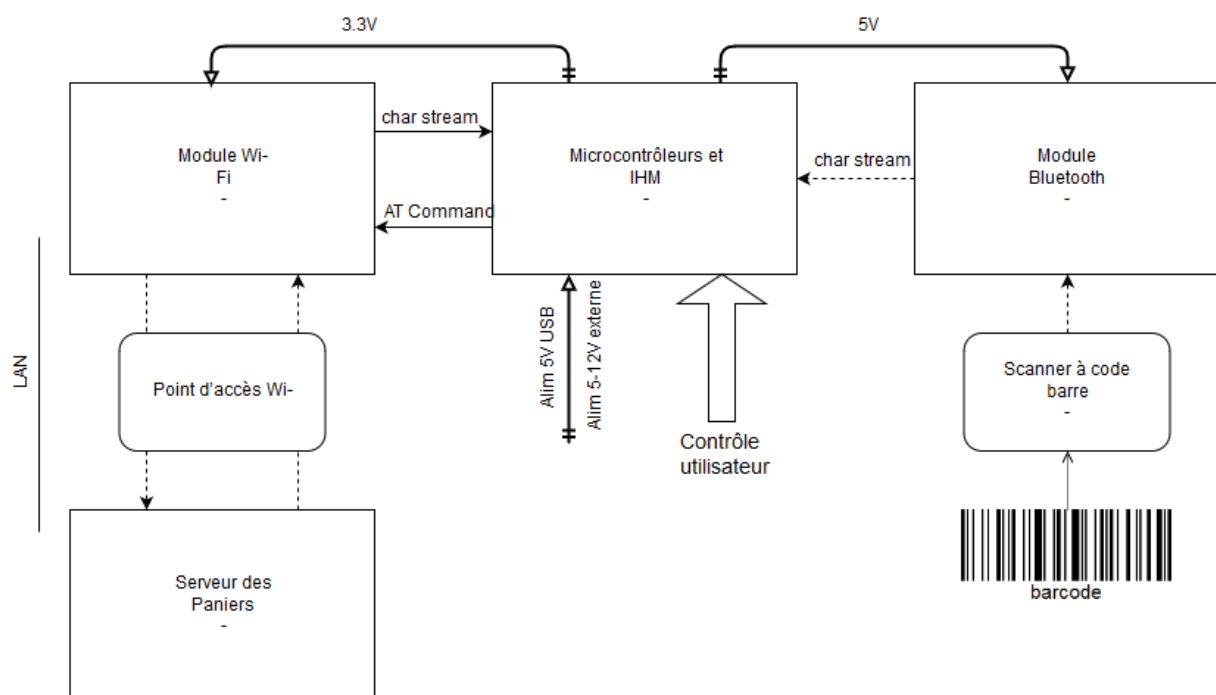 3.3V
5V
Module Wi-
Fi
-
char stream
AT Command
Microcontrôleurs et
IHM
-
char stream
Module
Bluetooth
-
LAN
Point d'accès Wi-
Alim 5V USB
Alim 5-12V externe
Contrôle
utilisateur
Scanner à code
barre
-
Serveur des
Paniers
-
barcode